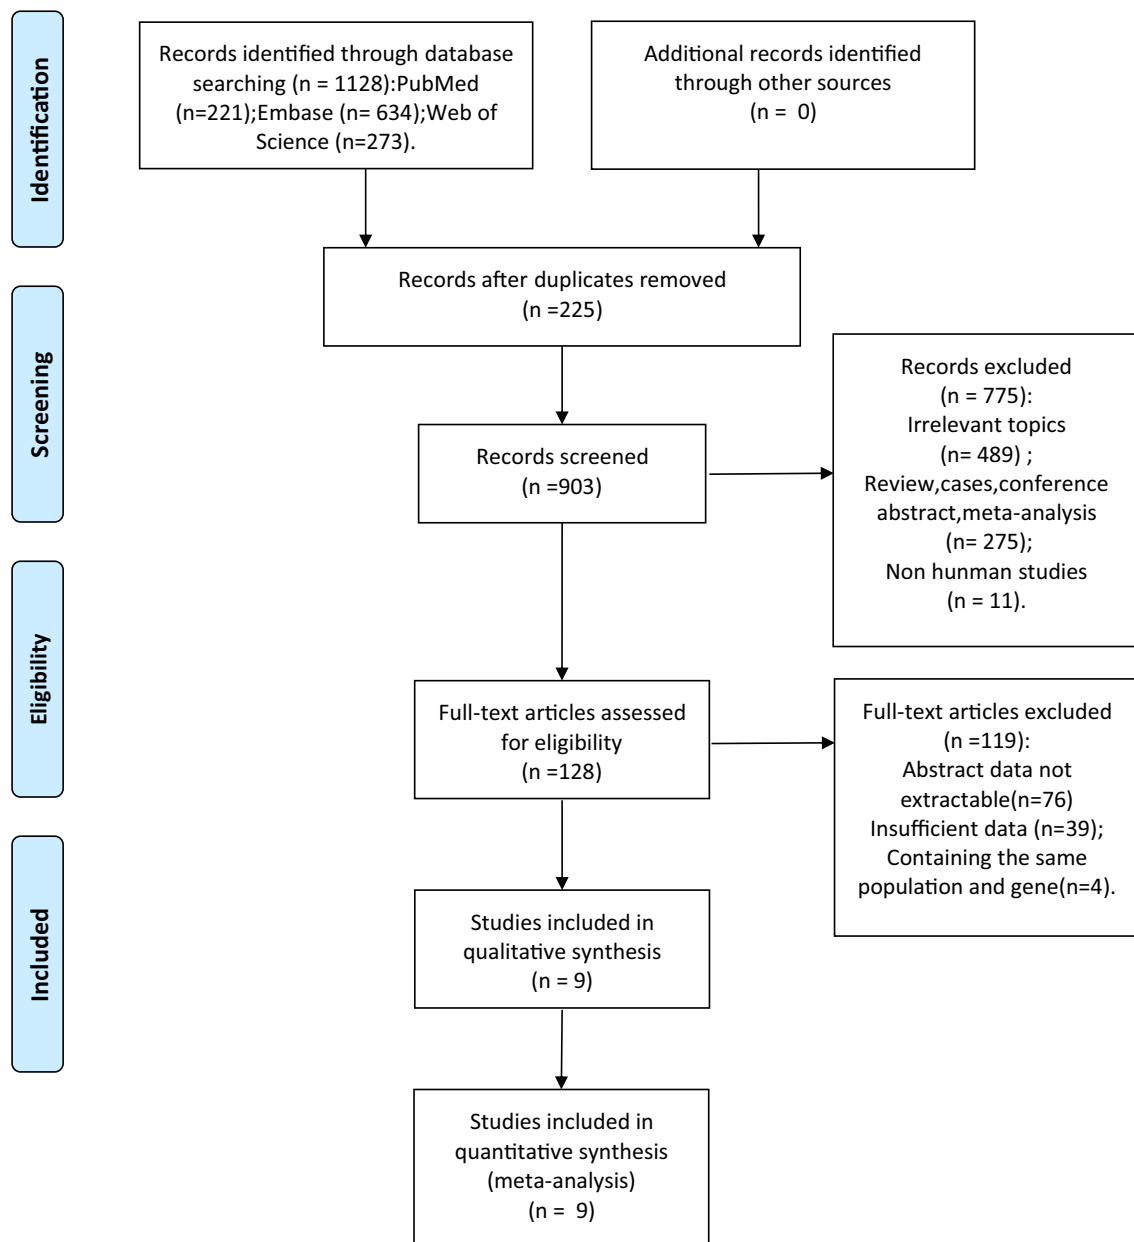 Identification
Records identified through database
searching (n = 1128):PubMed
(n=221);Embase (n= 634);Web of
Science (n=273).
Additional records identified
through other sources
(n = 0)
Records after duplicates removed
(n =225)
Screening
Records screened
(n =903)
Records excluded
(n = 775):
Irrelevant topics
(n= 489) ;
Review,cases,conference
abstract,meta-analysis
(n= 275);
Non hunman studies
(n = 11).
Eligibility
Full-text articles assessed
for eligibility
(n =128)
Full-text articles excluded
(n =119):
Abstract data not
extractable(n=76)
Insufficient data (n=39);
Containing the same
population and gene(n=4).
Included
Studies included in
qualitative synthesis
(n = 9)
Studies included in
quantitative synthesis
(meta-analysis)
(n = 9)